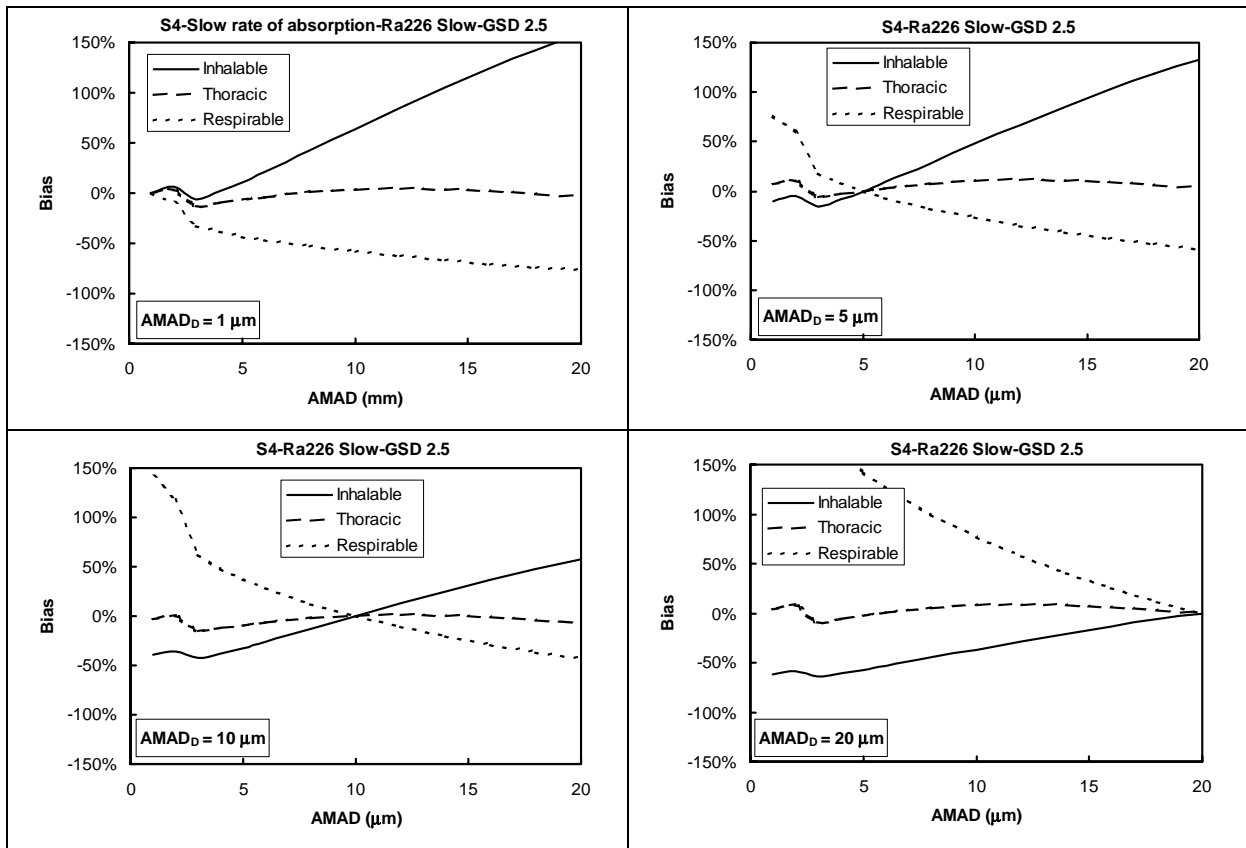 S4-Slow rate of absorption-Ra226 Slow-GSD 2.5
150%
100%
50%
0%
-50%
-100%
-150%
Bias
Inhalable
Thoracic
Respirable
AMAD_D = 1 μm
0 5 10 15 20
AMAD (mm)
S4-Ra226 Slow-GSD 2.5
150%
100%
50%
0%
-50%
-100%
-150%
Bias
Inhalable
Thoracic
Respirable
AMAD_D = 5 μm
0 5 10 15 20
AMAD (μm)
S4-Ra226 Slow-GSD 2.5
150%
100%
50%
0%
-50%
-100%
-150%
Bias
Inhalable
Thoracic
Respirable
AMAD_D = 10 μm
0 5 10 15 20
AMAD (μm)
S4-Ra226 Slow-GSD 2.5
150%
100%
50%
0%
-50%
-100%
-150%
Bias
Inhalable
Thoracic
Respirable
AMAD_D = 20 μm
0 5 10 15 20
AMAD (μm)